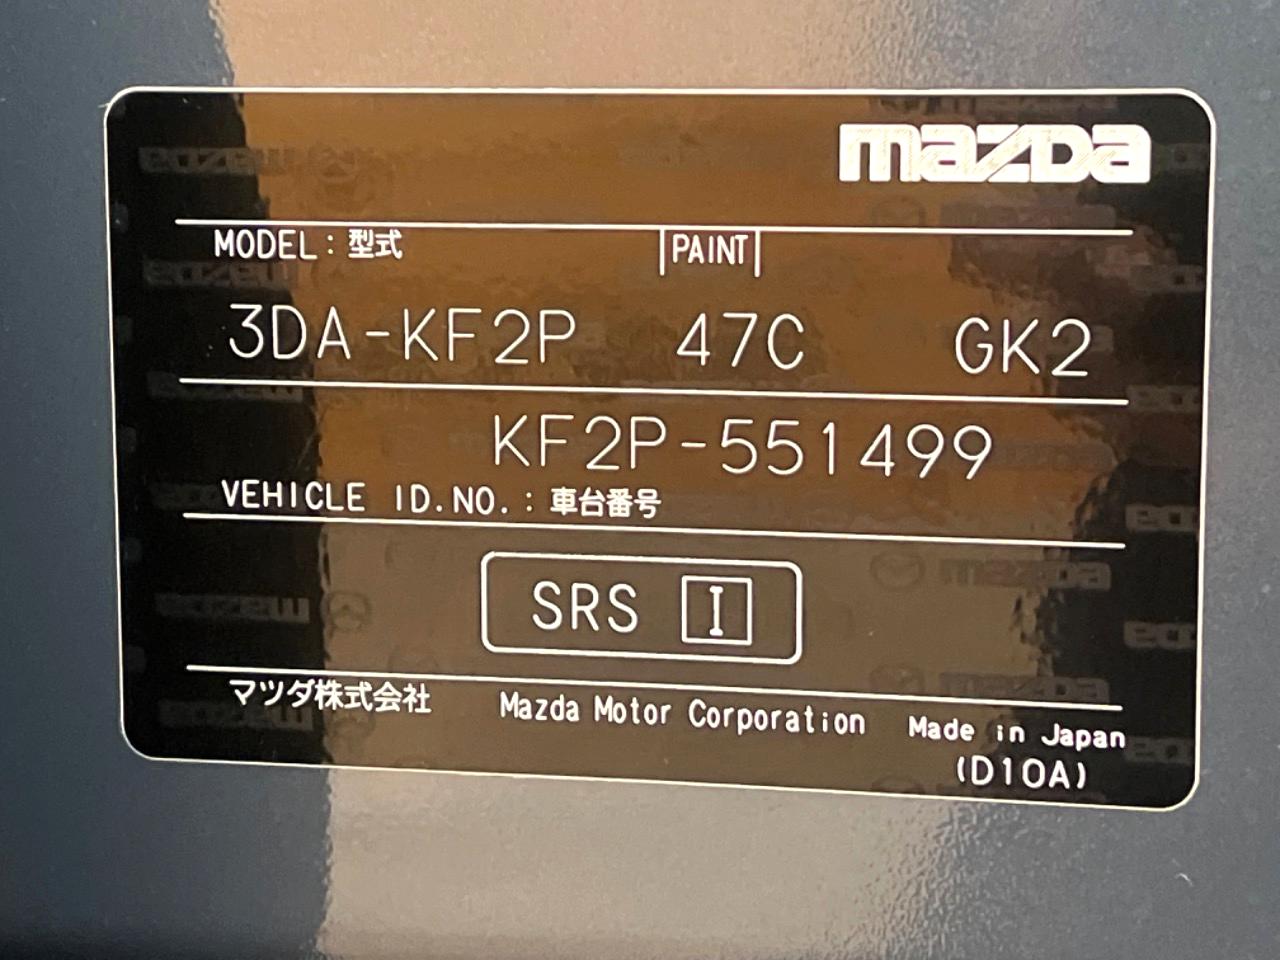 mazda
MODEL：型式 PAINT
3DA-KF2P 47C GK2
KF2P-551499
VEHICLE ID.NO.：車台番号
SRS I
マツダ株式会社 Mazda Motor Corporation Made in Japan
(D10A)